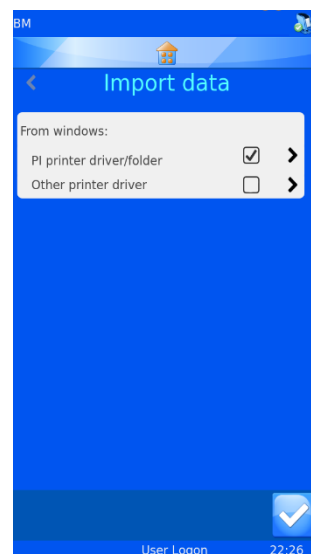 BM
Import data
From windows:
PI printer driver/folder
Other printer driver
User Logon 22:26